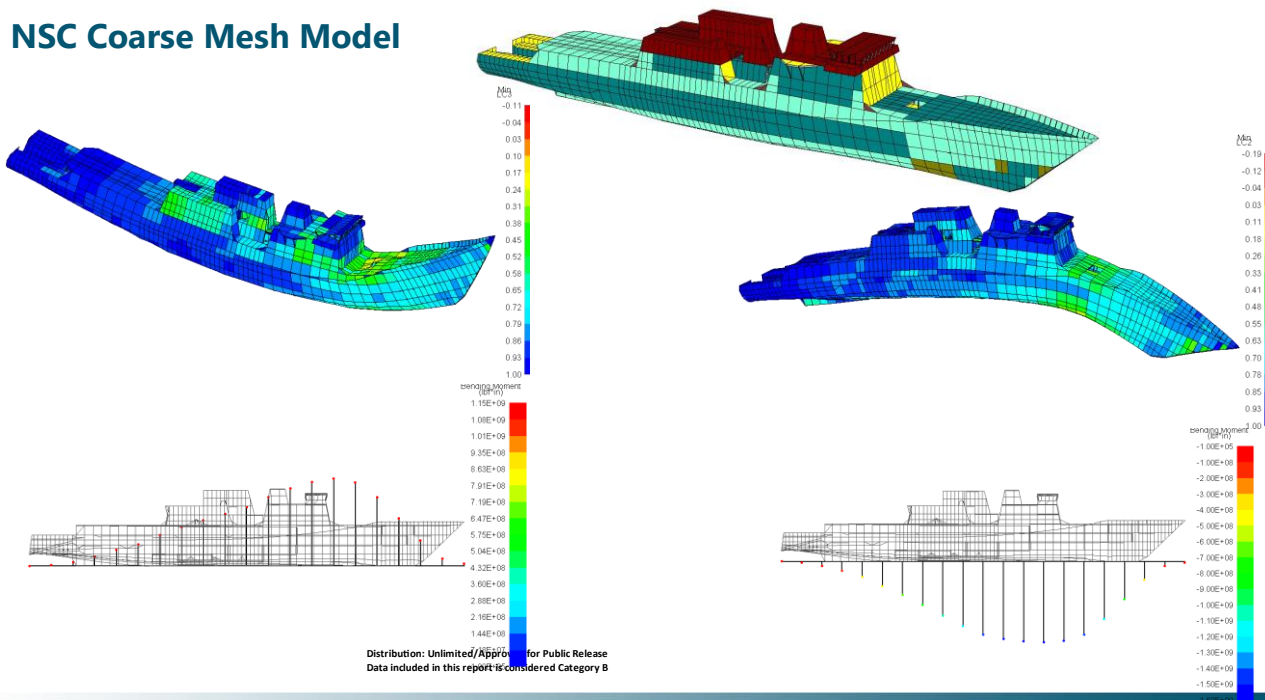 NSC Coarse Mesh Model
Min
LC3
-0.11
-0.04
0.03
0.10
0.17
0.24
0.31
0.38
0.45
0.52
0.58
0.65
0.72
0.79
0.86
0.93
1.00
Min
LC2
-0.19
-0.12
-0.04
0.03
0.11
0.18
0.26
0.33
0.41
0.48
0.55
0.63
0.70
0.78
0.85
0.93
1.00
Bending Moment
(lbf*in)
1.15E+09
1.08E+09
1.01E+09
9.35E+08
8.63E+08
7.91E+08
7.19E+08
6.47E+08
5.75E+08
5.04E+08
4.32E+08
3.60E+08
2.88E+08
2.16E+08
1.44E+08
Bending Moment
(lbf*in)
-1.00E+05
-1.00E+08
-2.00E+08
-3.00E+08
-4.00E+08
-5.00E+08
-6.00E+08
-7.00E+08
-8.00E+08
-9.00E+08
-1.00E+09
-1.10E+09
-1.20E+09
-1.30E+09
-1.40E+09
-1.50E+09
Distribution: Unlimited/Approved for Public Release
Data included in this report is considered Category B